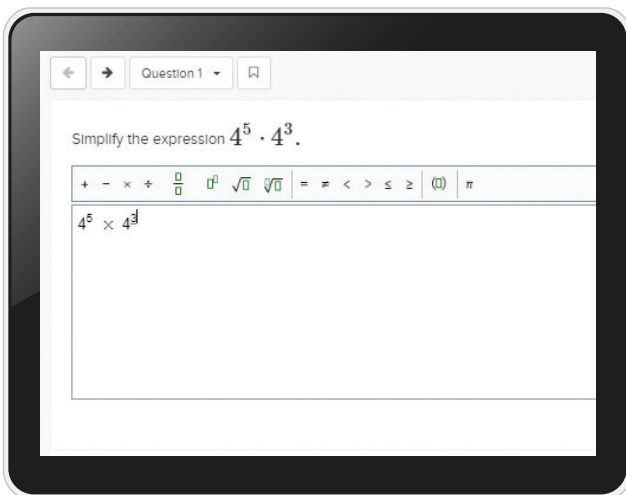 Question 1
Simplify the expression 4⁵ · 4³.
+ − × ÷ □/□ □^□ √□ ∛□ = ≠ < > ≤ ≥ (□) π
4⁵ × 4³